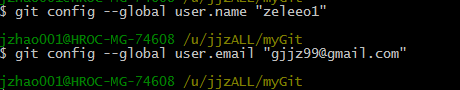 $ git config --global user.name "zeleeo1"
jzhao001@HROC-MG-74608 /u/jjzALL/myGit
$ git config --global user.email "gjjz99@gmail.com"
jzhao001@HROC-MG-74608 /u/jjzALL/myGit